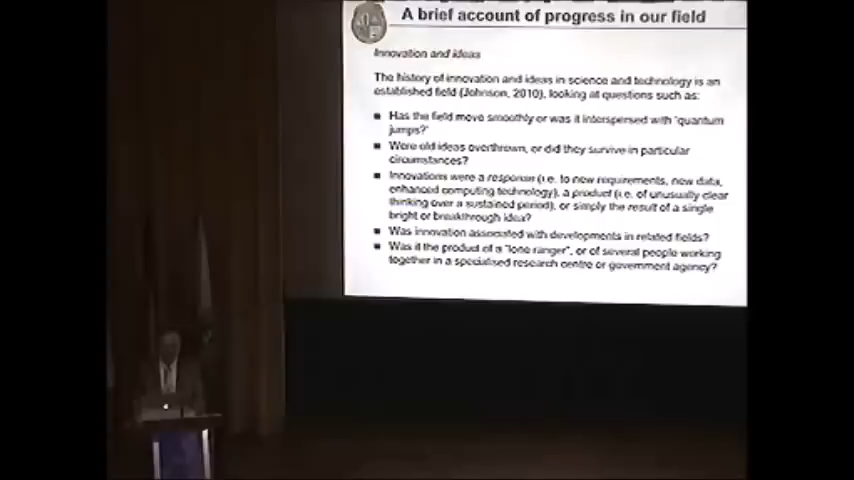 A brief account of progress in our field
Innovation and ideas
The history of innovation and ideas in science and technology is an
established field (Johnson, 2010), looking at questions such as:
Has the field move smoothly or was it interspersed with 'quantum
jumps?'
Were old ideas overthrown, or did they survive in particular
circumstances?
Innovations were a response (i.e. to new requirements, new data,
enhanced computing technology), a product (i.e. of unusually clear
thinking over a sustained period), or simply the result of a single
bright or breakthrough idea?
Was innovation associated with developments in related fields?
Was it the product of a "lone ranger", or of several people working
together in a specialised research centre or government agency?